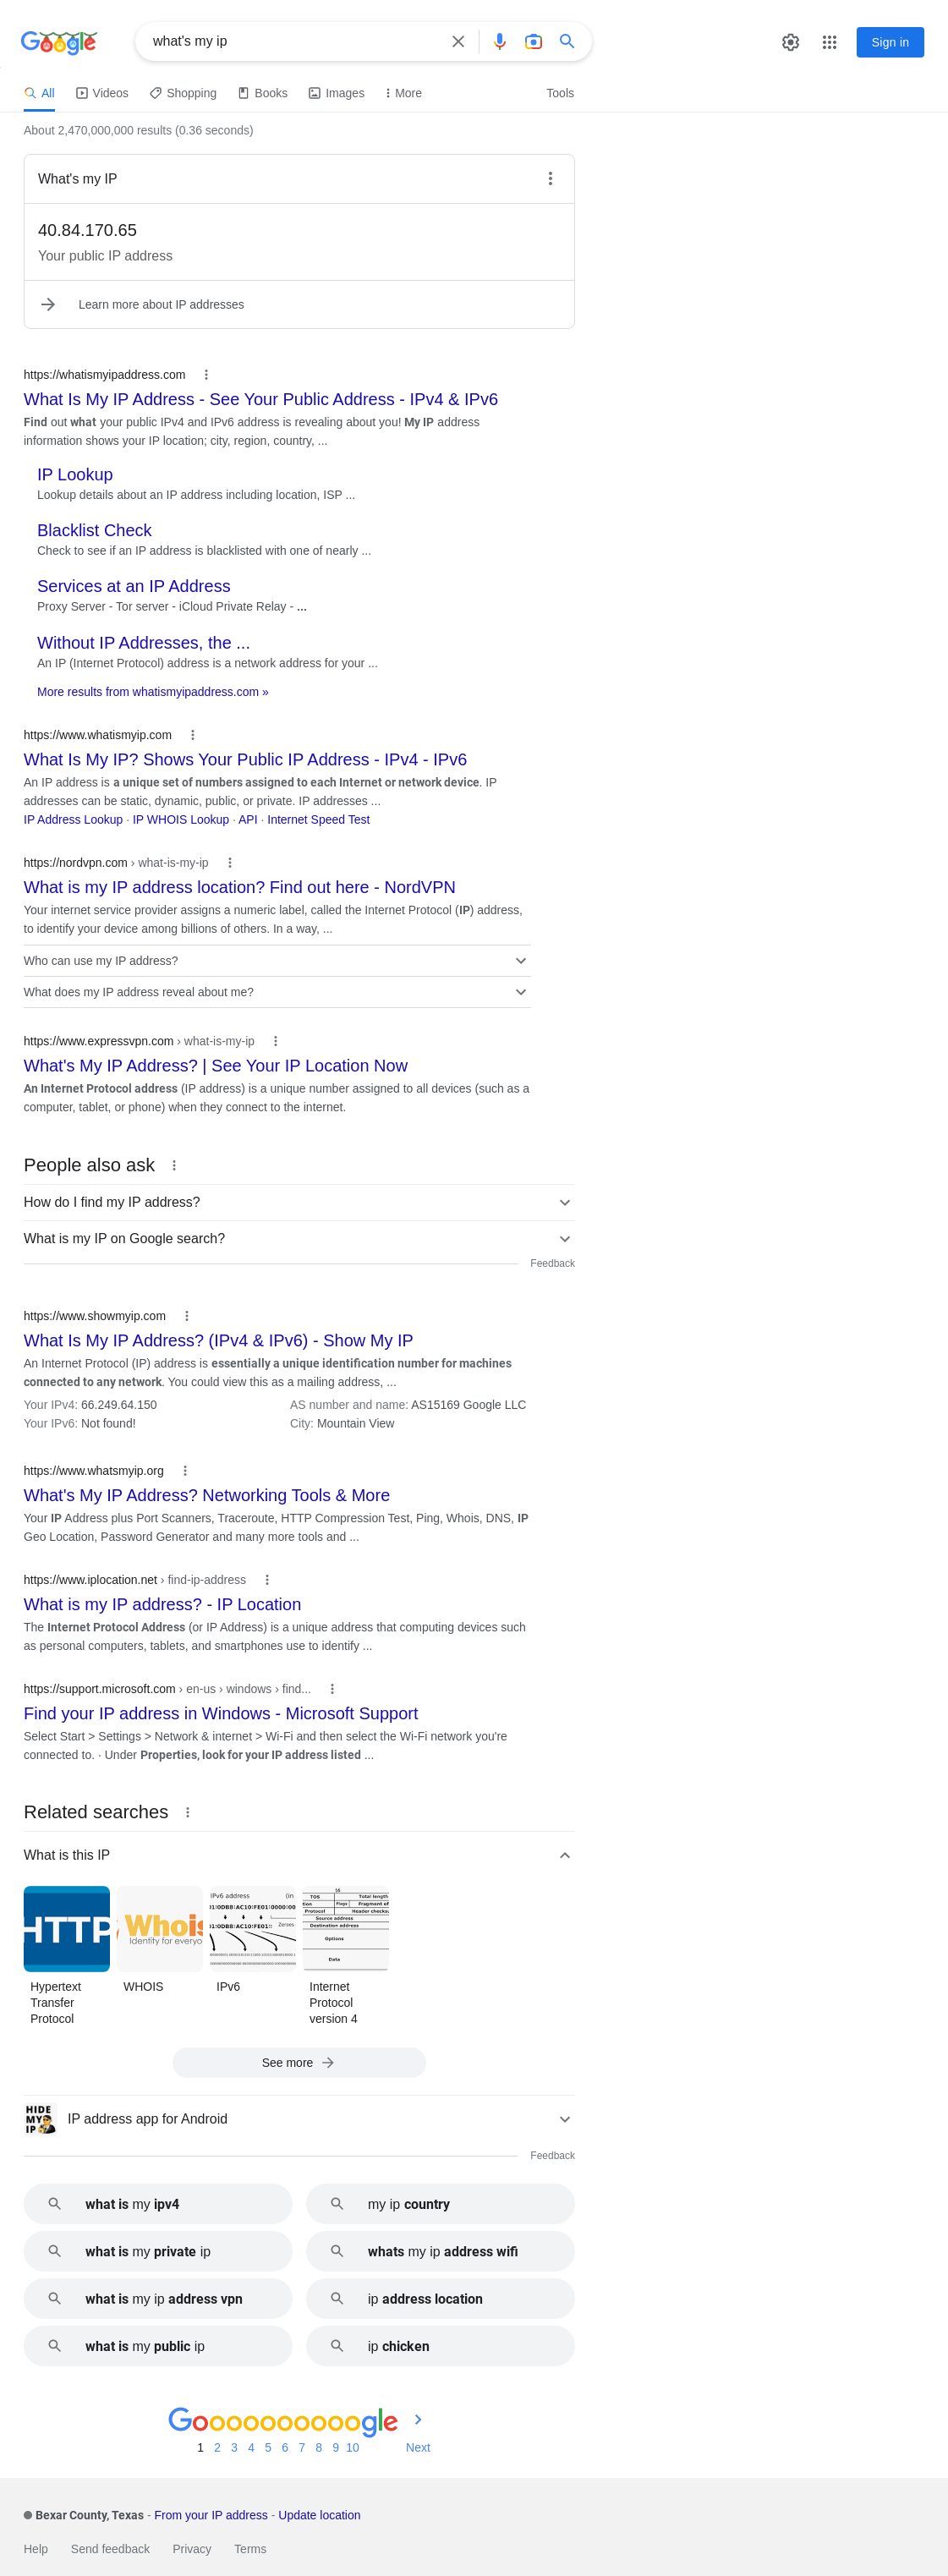 Google
what's my ip
Sign in
All
Videos
Shopping
Books
Images
More
Tools
About 2,470,000,000 results (0.36 seconds)
What's my IP
40.84.170.65
Your public IP address
Learn more about IP addresses
https://whatismyipaddress.com
What Is My IP Address - See Your Public Address - IPv4 & IPv6
Find out what your public IPv4 and IPv6 address is revealing about you! My IP address
information shows your IP location; city, region, country, ...
IP Lookup
Lookup details about an IP address including location, ISP ...
Blacklist Check
Check to see if an IP address is blacklisted with one of nearly ...
Services at an IP Address
Proxy Server - Tor server - iCloud Private Relay - ...
Without IP Addresses, the ...
An IP (Internet Protocol) address is a network address for your ...
More results from whatismyipaddress.com »
https://www.whatismyip.com
What Is My IP? Shows Your Public IP Address - IPv4 - IPv6
An IP address is a unique set of numbers assigned to each Internet or network device. IP
addresses can be static, dynamic, public, or private. IP addresses ...
IP Address Lookup · IP WHOIS Lookup · API · Internet Speed Test
https://nordvpn.com › what-is-my-ip
What is my IP address location? Find out here - NordVPN
Your internet service provider assigns a numeric label, called the Internet Protocol (IP) address,
to identify your device among billions of others. In a way, ...
Who can use my IP address?
What does my IP address reveal about me?
https://www.expressvpn.com › what-is-my-ip
What's My IP Address? | See Your IP Location Now
An Internet Protocol address (IP address) is a unique number assigned to all devices (such as a
computer, tablet, or phone) when they connect to the internet.
People also ask
How do I find my IP address?
What is my IP on Google search?
Feedback
https://www.showmyip.com
What Is My IP Address? (IPv4 & IPv6) - Show My IP
An Internet Protocol (IP) address is essentially a unique identification number for machines
connected to any network. You could view this as a mailing address, ...
Your IPv4: 66.249.64.150
AS number and name: AS15169 Google LLC
Your IPv6: Not found!
City: Mountain View
https://www.whatsmyip.org
What's My IP Address? Networking Tools & More
Your IP Address plus Port Scanners, Traceroute, HTTP Compression Test, Ping, Whois, DNS, IP
Geo Location, Password Generator and many more tools and ...
https://www.iplocation.net › find-ip-address
What is my IP address? - IP Location
The Internet Protocol Address (or IP Address) is a unique address that computing devices such
as personal computers, tablets, and smartphones use to identify ...
https://support.microsoft.com › en-us › windows › find...
Find your IP address in Windows - Microsoft Support
Select Start > Settings > Network & internet > Wi-Fi and then select the Wi-Fi network you're
connected to. · Under Properties, look for your IP address listed ...
Related searches
What is this IP
HTTP
Whois
Identity for everyo
IPv6 address
(in
Zeroes
TOS
Total length
Flags
Fragment of
Protocol
Header checksu
Source address
Destination address
Options
Data
Hypertext
Transfer
Protocol
WHOIS
IPv6
Internet
Protocol
version 4
See more
HIDE
MY
IP
IP address app for Android
Feedback
what is my ipv4
my ip country
what is my private ip
whats my ip address wifi
what is my ip address vpn
ip address location
what is my public ip
ip chicken
Goooooooooogle
1 2 3 4 5 6 7 8 9 10
Next
Bexar County, Texas - From your IP address - Update location
Help
Send feedback
Privacy
Terms